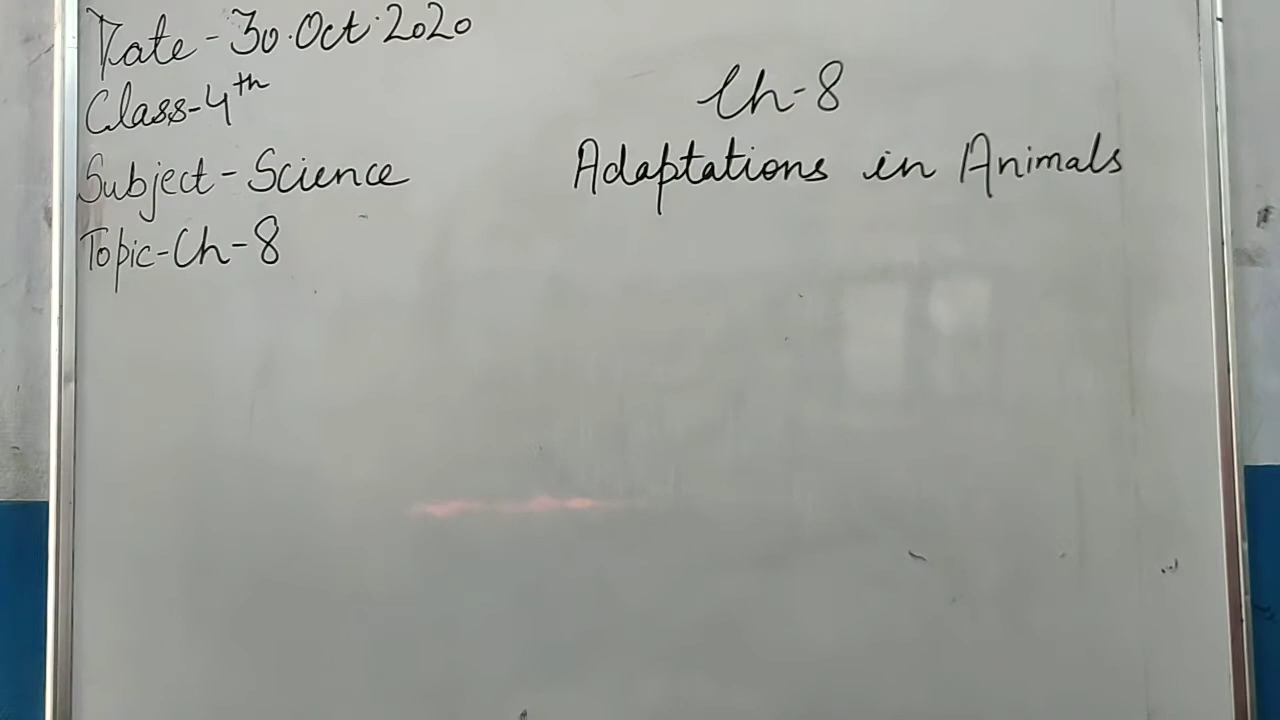 Date - 30.Oct.2020
Class-4th
Subject-Science
Topic-Ch-8
Ch-8
Adaptations in Animals